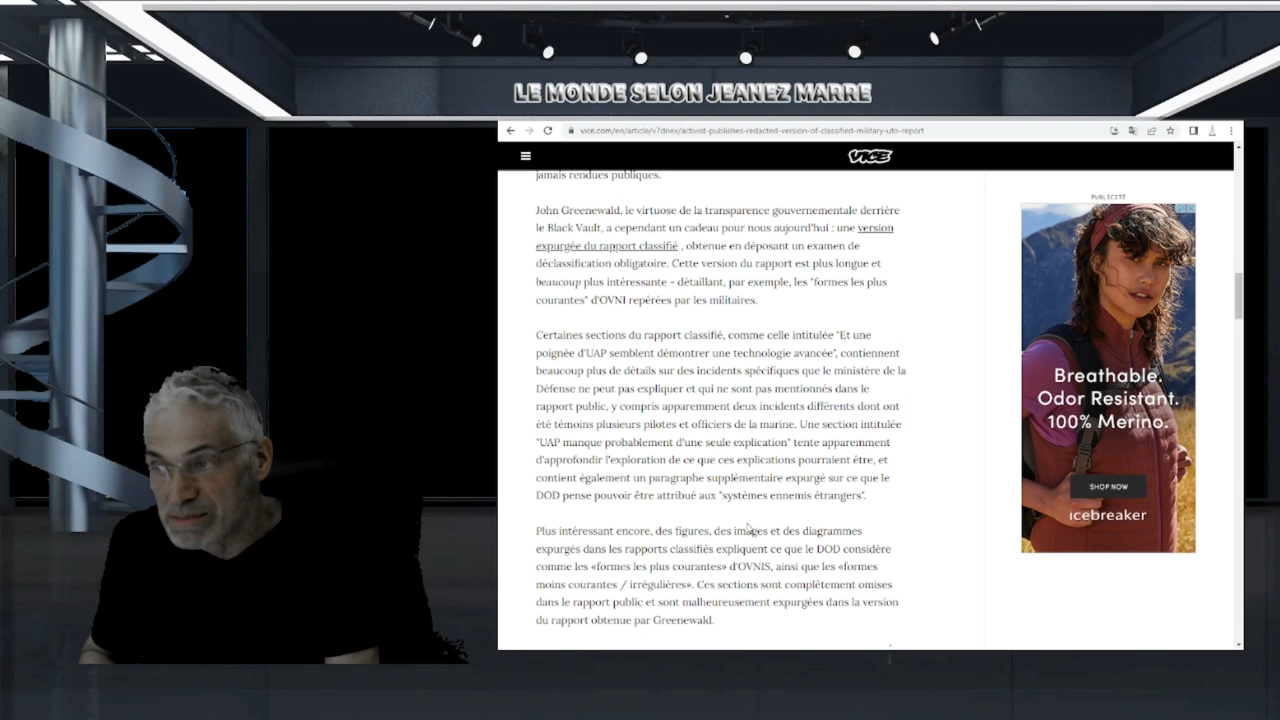 LE MONDE SELON JEANEZ MARRE
vice.com/en/article/v7dnex/activist-publishes-redacted-version-of-classified-military-ufo-report
VICE
jamais rendues publiques.
John Greenewald, le virtuose de la transparence gouvernementale derrière
le Black Vault, a cependant un cadeau pour nous aujourd'hui : une version
expurgée du rapport classifié , obtenue en déposant un examen de
déclassification obligatoire. Cette version du rapport est plus longue et
beaucoup plus intéressante - détaillant, par exemple, les "formes les plus
courantes" d'OVNI repérées par les militaires.
Certaines sections du rapport classifié, comme celle intitulée "Et une
poignée d'UAP semblent démontrer une technologie avancée", contiennent
beaucoup plus de détails sur des incidents spécifiques que le ministère de la
Défense ne peut pas expliquer et qui ne sont pas mentionnés dans le
rapport public, y compris apparemment deux incidents différents dont ont
été témoins plusieurs pilotes et officiers de la marine. Une section intitulée
"UAP manque probablement d'une seule explication" tente apparemment
d'approfondir l'exploration de ce que ces explications pourraient être, et
contient également un paragraphe supplémentaire expurgé sur ce que le
DOD pense pouvoir être attribué aux "systèmes ennemis étrangers".
Plus intéressant encore, des figures, des images et des diagrammes
expurgés dans les rapports classifiés expliquent ce que le DOD considère
comme les «formes les plus courantes» d'OVNIS, ainsi que les «formes
moins courantes / irrégulières». Ces sections sont complètement omises
dans le rapport public et sont malheureusement expurgées dans la version
du rapport obtenue par Greenewald.
PUBLICITÉ
Breathable.
Odor Resistant.
100% Merino.
SHOP NOW
icebreaker